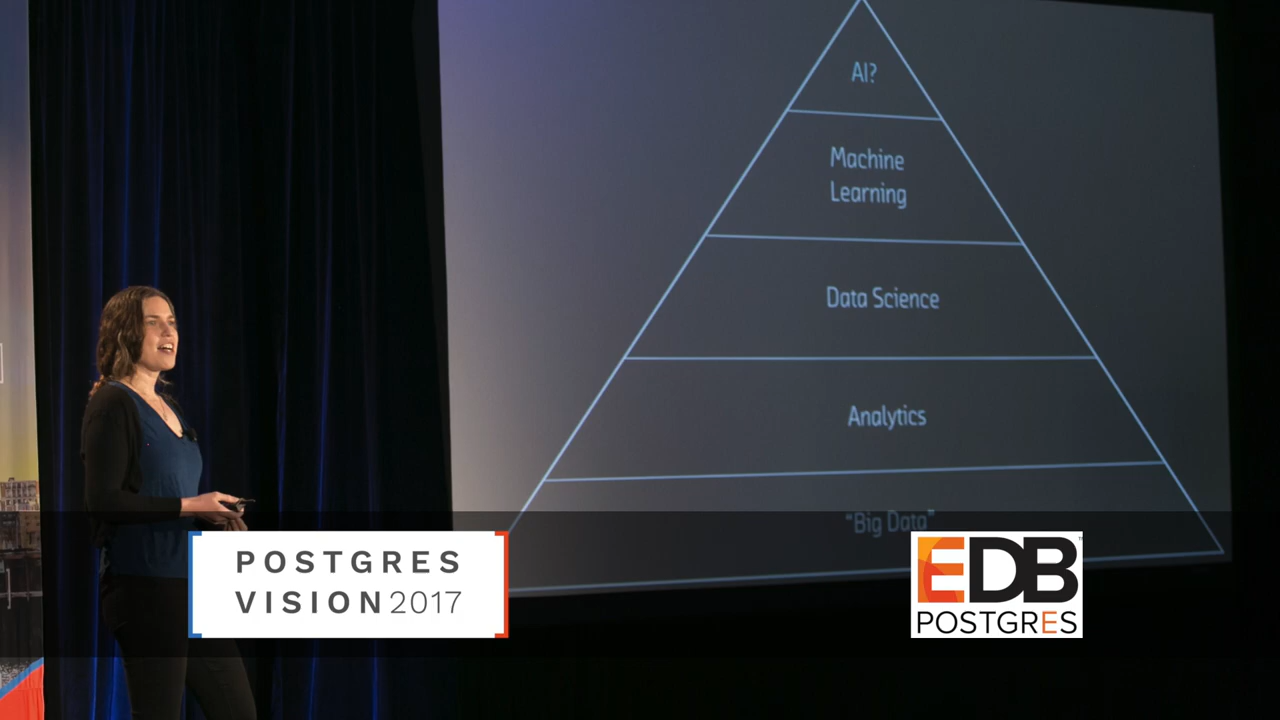 AI?
Machine
Learning
Data Science
Analytics
“Big Data”
POSTGRES
VISION2017
EDB
POSTGRES